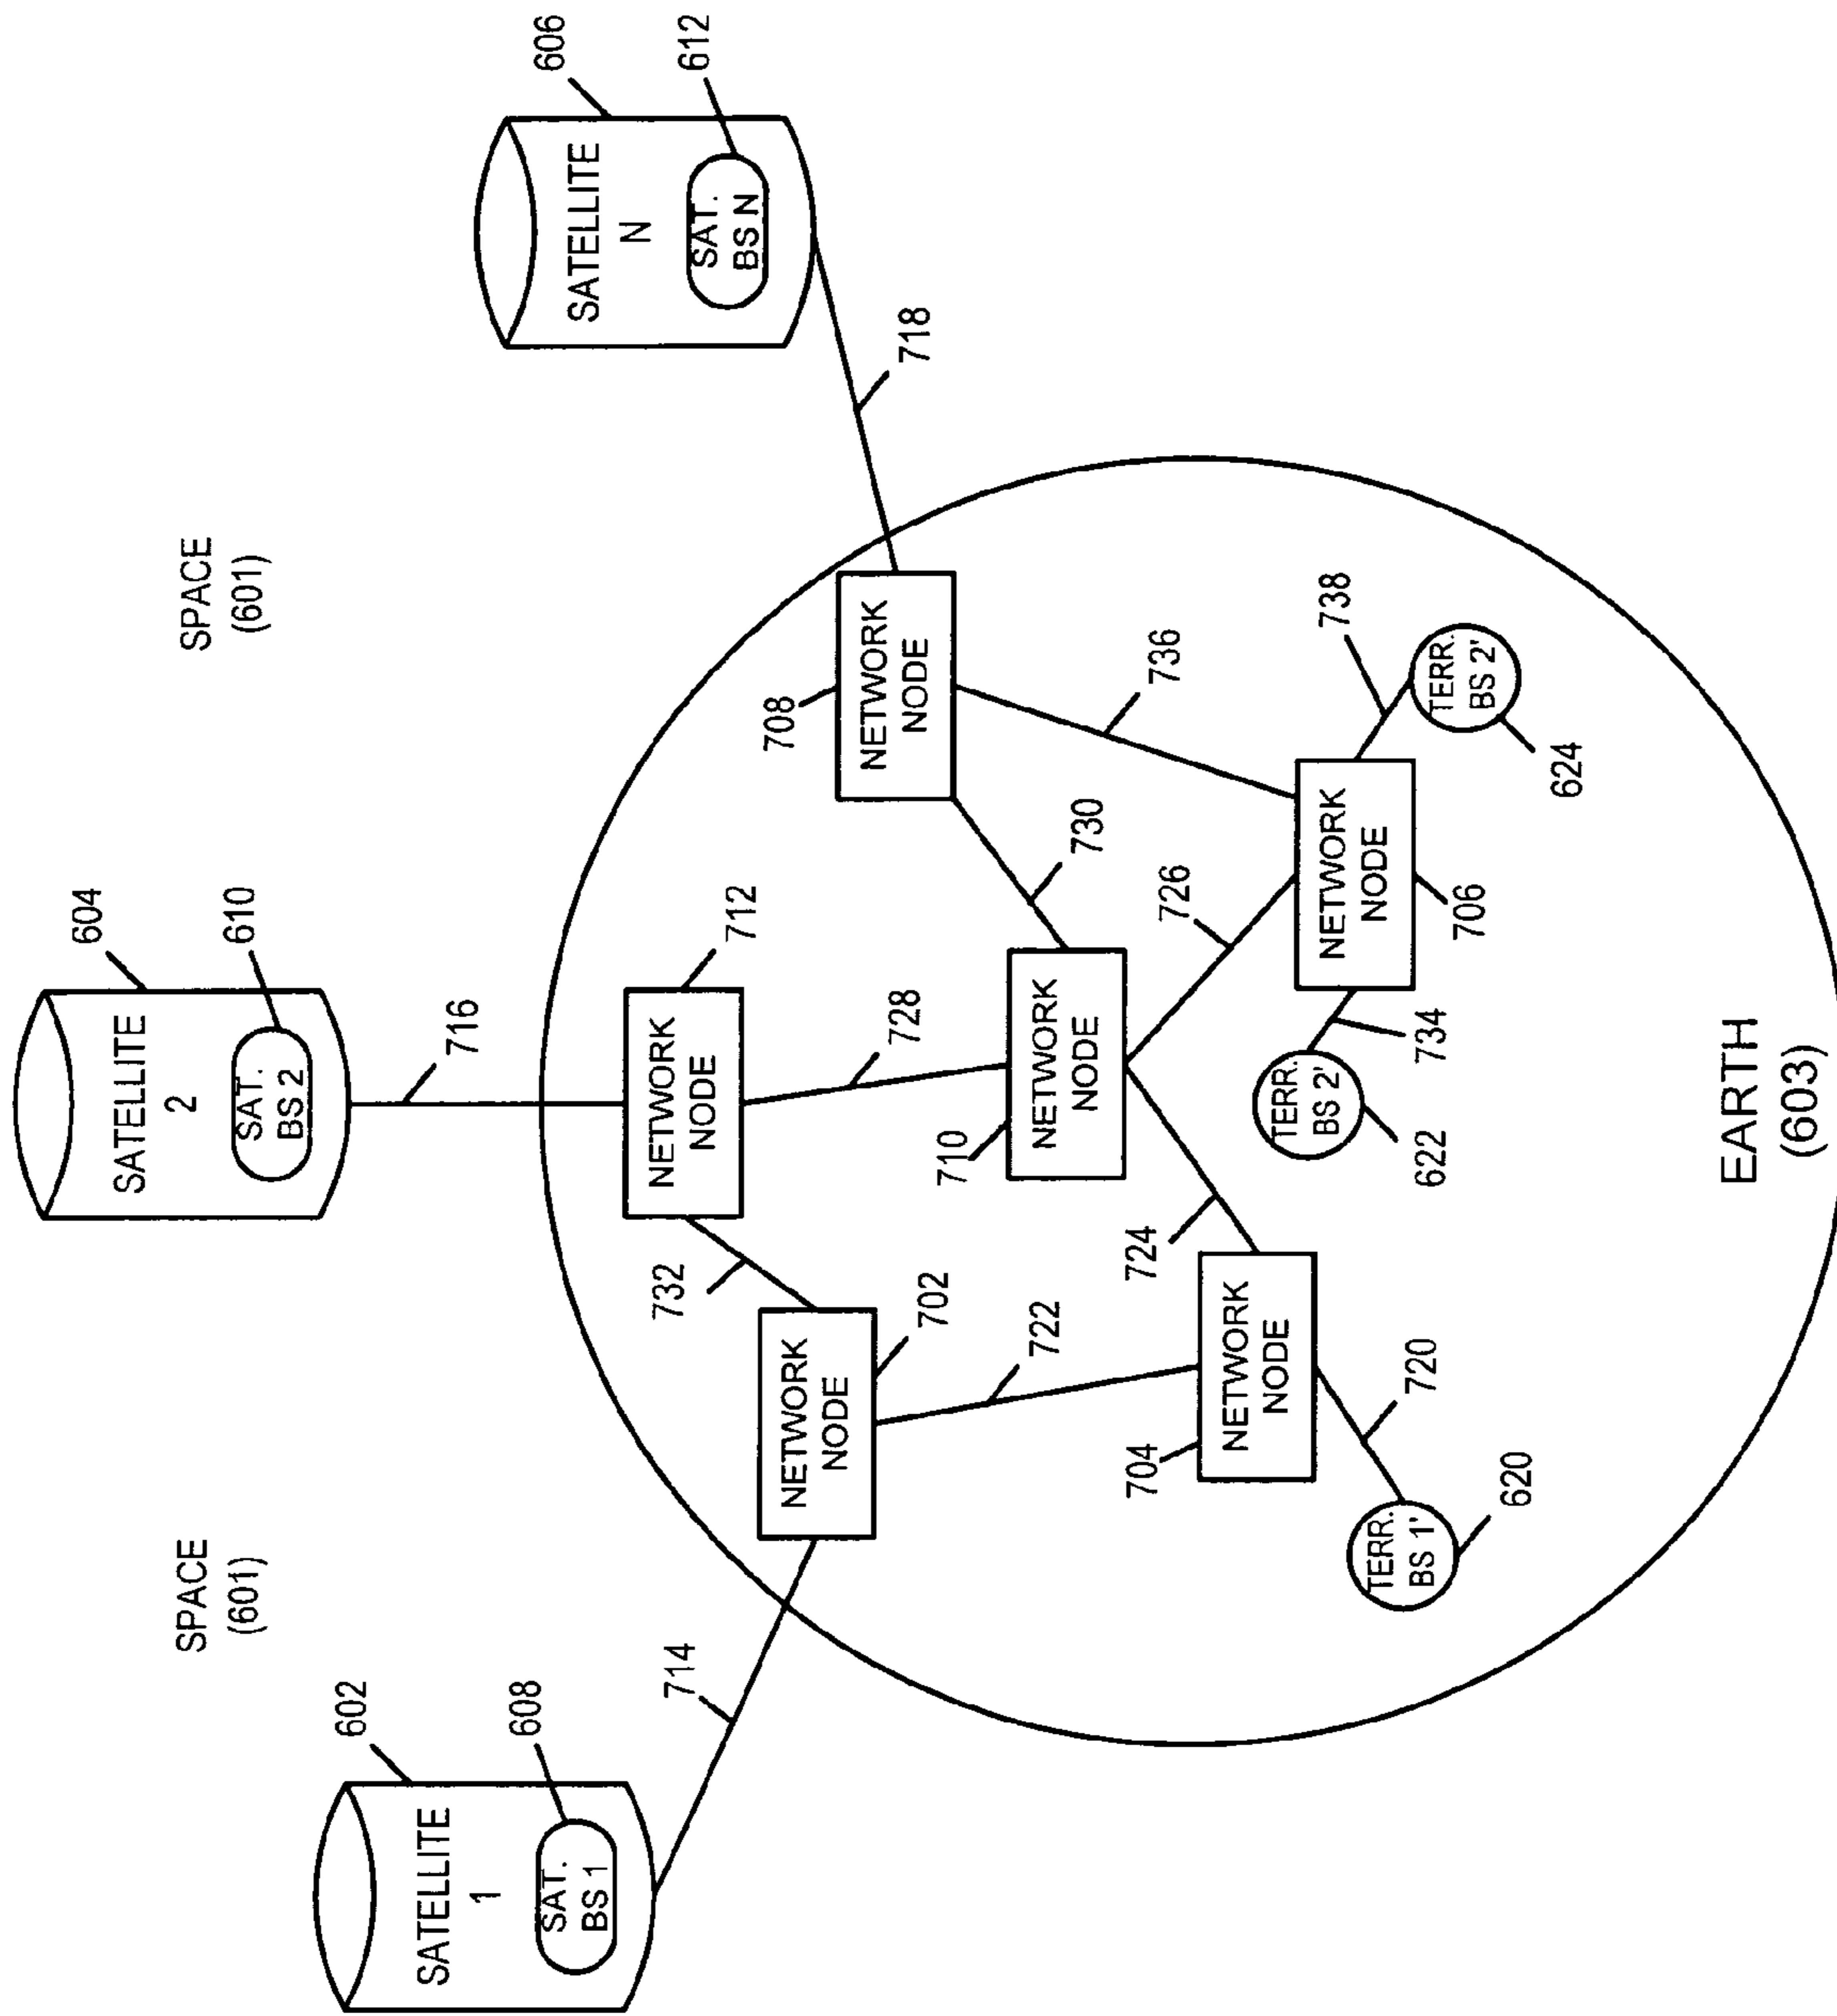 SPACE
(601)
SPACE
(601)
604
610
SATELLITE
2
SAT.
BS 2
716
602
608
SATELLITE
1
SAT.
BS 1
714
606
612
SATELLITE
N
SAT.
BS N
718
712
NETWORK
NODE
732
728
702
NETWORK
NODE
722
708
NETWORK
NODE
730
736
710
NETWORK
NODE
724
726
704
NETWORK
NODE
720
TERR.
BS 1'
620
NETWORK
NODE
706
734
TERR.
BS 2'
622
738
TERR.
BS 2'
624
EARTH
(603)